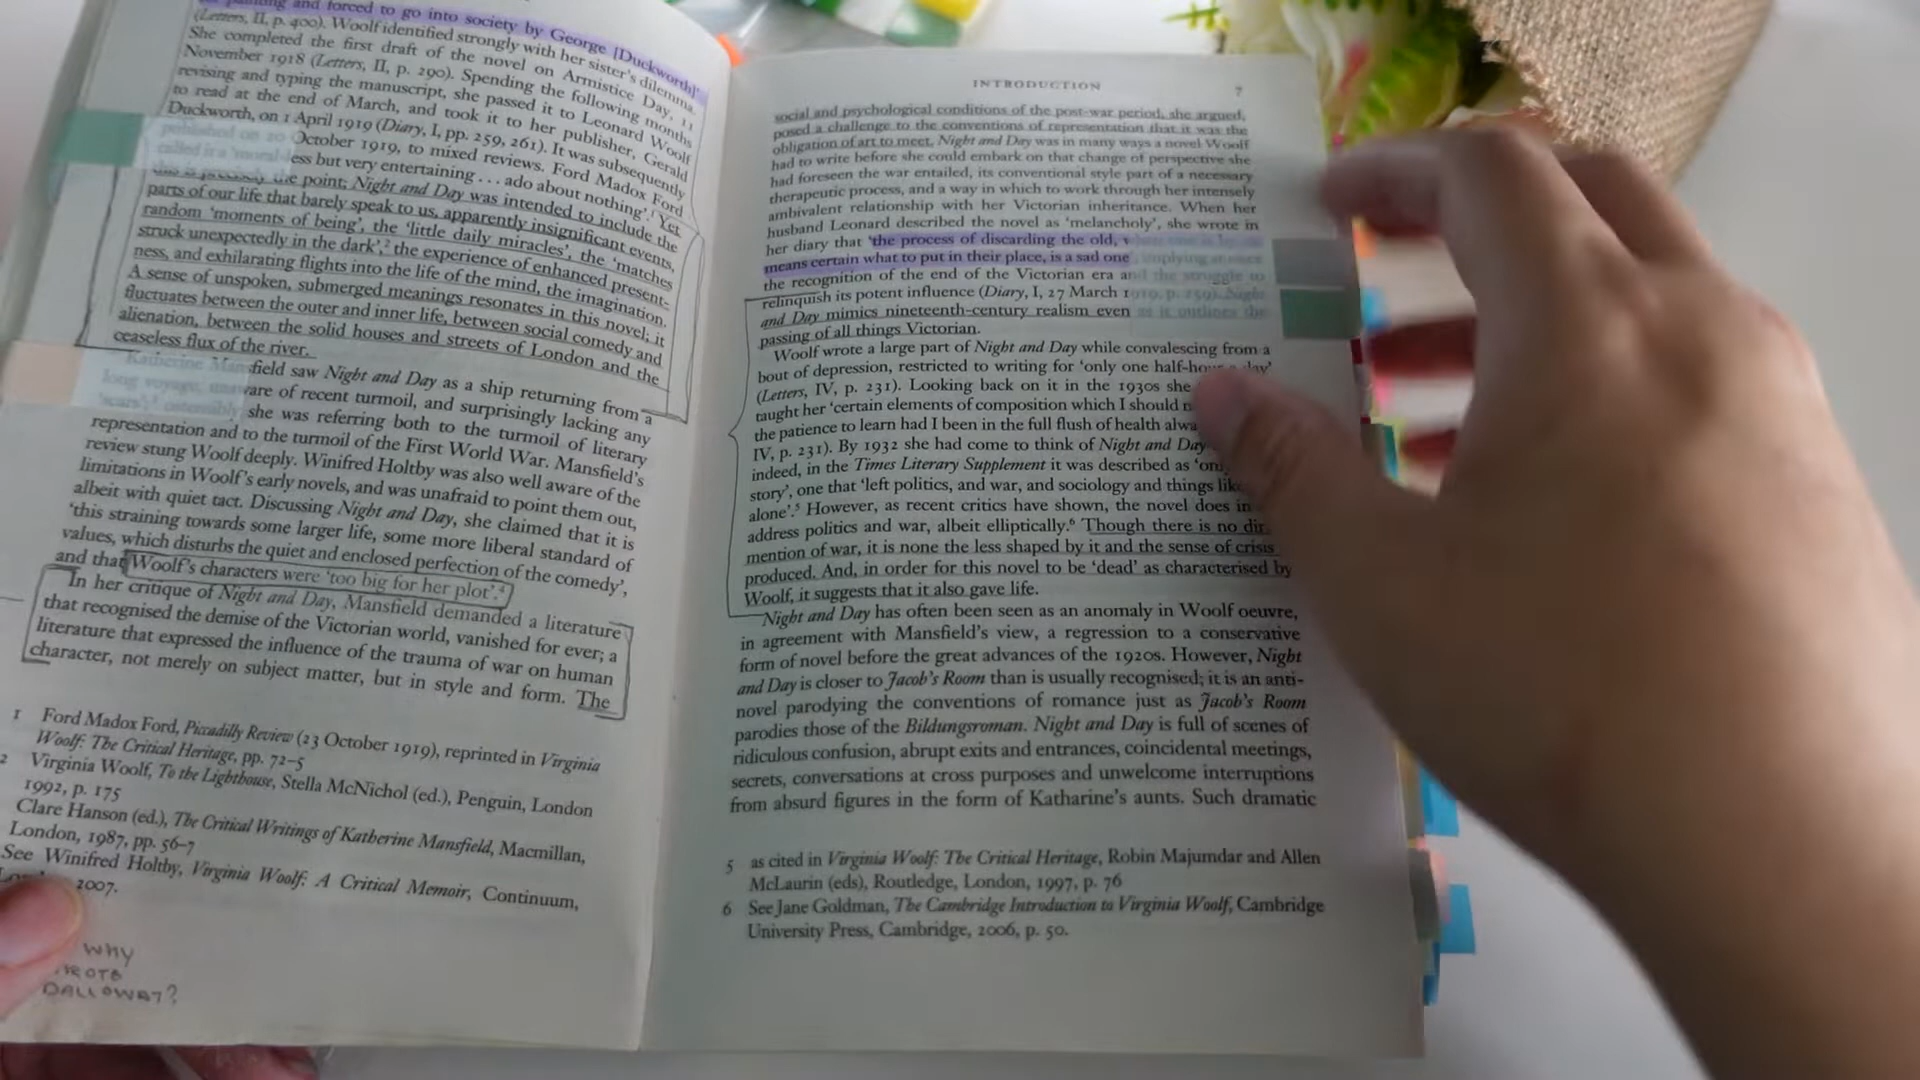 painting and forced to go into society by George [Duckworth]'
(Letters, II, p. 400). Woolf identified strongly with her sister's dilemma.
She completed the first draft of the novel on Armistice Day, 11
November 1918 (Letters, II, p. 290). Spending the following months
revising and typing the manuscript, she passed it to Leonard Woolf
to read at the end of March, and took it to her publisher, Gerald
Duckworth, on 1 April 1919 (Diary, I, pp. 259, 261). It was subsequently
published on 20 October 1919, to mixed reviews. Ford Madox Ford
called it a 'moral ess but very entertaining . . . ado about nothing'.¹ Yet
this is precisely the point; Night and Day was intended to include the
parts of our life that barely speak to us, apparently insignificant events,
random 'moments of being', the 'little daily miracles', the 'matches
struck unexpectedly in the dark',² the experience of enhanced present-
ness, and exhilarating flights into the life of the mind, the imagination.
A sense of unspoken, submerged meanings resonates in this novel; it
fluctuates between the outer and inner life, between social comedy and
alienation, between the solid houses and streets of London and the
ceaseless flux of the river.
Katherine Mansfield saw Night and Day as a ship returning from a
long voyage, unaware of recent turmoil, and surprisingly lacking any
'scars';³ ostensibly she was referring both to the turmoil of literary
representation and to the turmoil of the First World War. Mansfield's
review stung Woolf deeply. Winifred Holtby was also well aware of the
limitations in Woolf's early novels, and was unafraid to point them out,
albeit with quiet tact. Discussing Night and Day, she claimed that it is
'this straining towards some larger life, some more liberal standard of
values, which disturbs the quiet and enclosed perfection of the comedy',
and that Woolf's characters were 'too big for her plot'.⁴
In her critique of Night and Day, Mansfield demanded a literature
that recognised the demise of the Victorian world, vanished for ever; a
literature that expressed the influence of the trauma of war on human
character, not merely on subject matter, but in style and form. The
1 Ford Madox Ford, Piccadilly Review (23 October 1919), reprinted in Virginia
Woolf: The Critical Heritage, pp. 72–5
2 Virginia Woolf, To the Lighthouse, Stella McNichol (ed.), Penguin, London
1992, p. 175
Clare Hanson (ed.), The Critical Writings of Katherine Mansfield, Macmillan,
London, 1987, pp. 56–7
See Winifred Holtby, Virginia Woolf: A Critical Memoir, Continuum,
2007.
WHY
WROTE
DALLOWAY?
INTRODUCTION 7
social and psychological conditions of the post-war period, she argued,
posed a challenge to the conventions of representation that it was the
obligation of art to meet. Night and Day was in many ways a novel Woolf
had to write before she could embark on that change of perspective she
had foreseen the war entailed, its conventional style part of a necessary
therapeutic process, and a way in which to work through her intensely
ambivalent relationship with her Victorian inheritance. When her
husband Leonard described the novel as 'melancholy', she wrote in
her diary that 'the process of discarding the old, when one is by no
means certain what to put in their place, is a sad one', implying at once
the recognition of the end of the Victorian era and the struggle to
relinquish its potent influence (Diary, I, 27 March 1919, p. 259). Night
and Day mimics nineteenth-century realism even as it outlines the
passing of all things Victorian.
Woolf wrote a large part of Night and Day while convalescing from a
bout of depression, restricted to writing for 'only one half-hour a day'
(Letters, IV, p. 231). Looking back on it in the 1930s she
taught her 'certain elements of composition which I should
the patience to learn had I been in the full flush of health
IV, p. 231). By 1932 she had come to think of Night and Day
indeed, in the Times Literary Supplement it was described as
story', one that 'left politics, and war, and sociology and things
alone'.⁵ However, as recent critics have shown, the novel does in
address politics and war, albeit elliptically.⁶ Though there is no
mention of war, it is none the less shaped by it and the sense of crisis
produced. And, in order for this novel to be 'dead' as characterised by
Woolf, it suggests that it also gave life.
Night and Day has often been seen as an anomaly in Woolf oeuvre,
in agreement with Mansfield's view, a regression to a conservative
form of novel before the great advances of the 1920s. However, Night
and Day is closer to Jacob's Room than is usually recognised; it is an anti-
novel parodying the conventions of romance just as Jacob's Room
parodies those of the Bildungsroman. Night and Day is full of scenes of
ridiculous confusion, abrupt exits and entrances, coincidental meetings,
secrets, conversations at cross purposes and unwelcome interruptions
from absurd figures in the form of Katharine's aunts. Such dramatic
5 as cited in Virginia Woolf: The Critical Heritage, Robin Majumdar and Allen
McLaurin (eds), Routledge, London, 1997, p. 76
6 See Jane Goldman, The Cambridge Introduction to Virginia Woolf, Cambridge
University Press, Cambridge, 2006, p. 50.